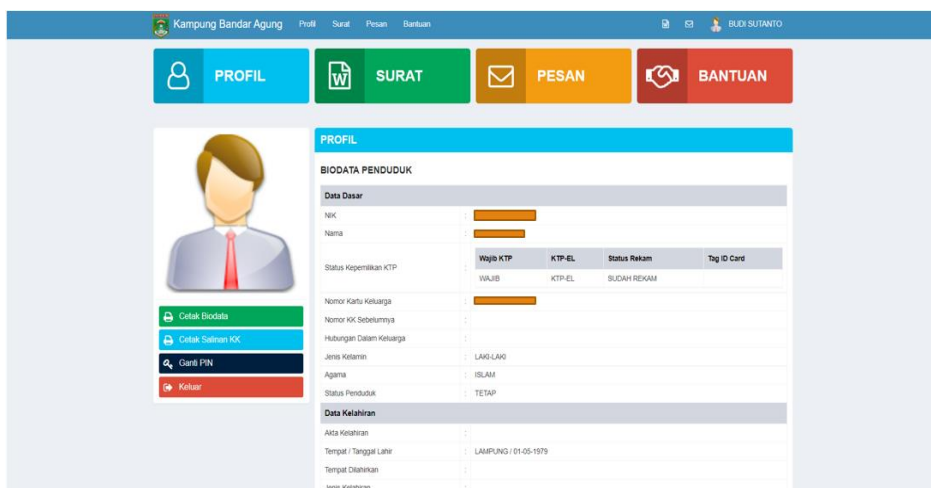 Kampung Bandar Agung Profil Surat Pesan Bantuan BUDI SUTANTO
PROFIL SURAT PESAN BANTUAN
Cetak Biodata
Cetak Salinan KK
Ganti PIN
Keluar
PROFIL
BIODATA PENDUDUK
Data Dasar
NIK :
Nama :
Status Kepemilikan KTP :
Wajib KTP KTP-EL Status Rekam Tag ID Card
WAJIB KTP-EL SUDAH REKAM
Nomor Kartu Keluarga :
Nomor KK Sebelumnya :
Hubungan Dalam Keluarga :
Jenis Kelamin : LAKI-LAKI
Agama : ISLAM
Status Penduduk : TETAP
Data Kelahiran
Akta Kelahiran :
Tempat / Tanggal Lahir : LAMPUNG / 01-05-1979
Tempat Dilahirkan :
Jenis Kelahiran :